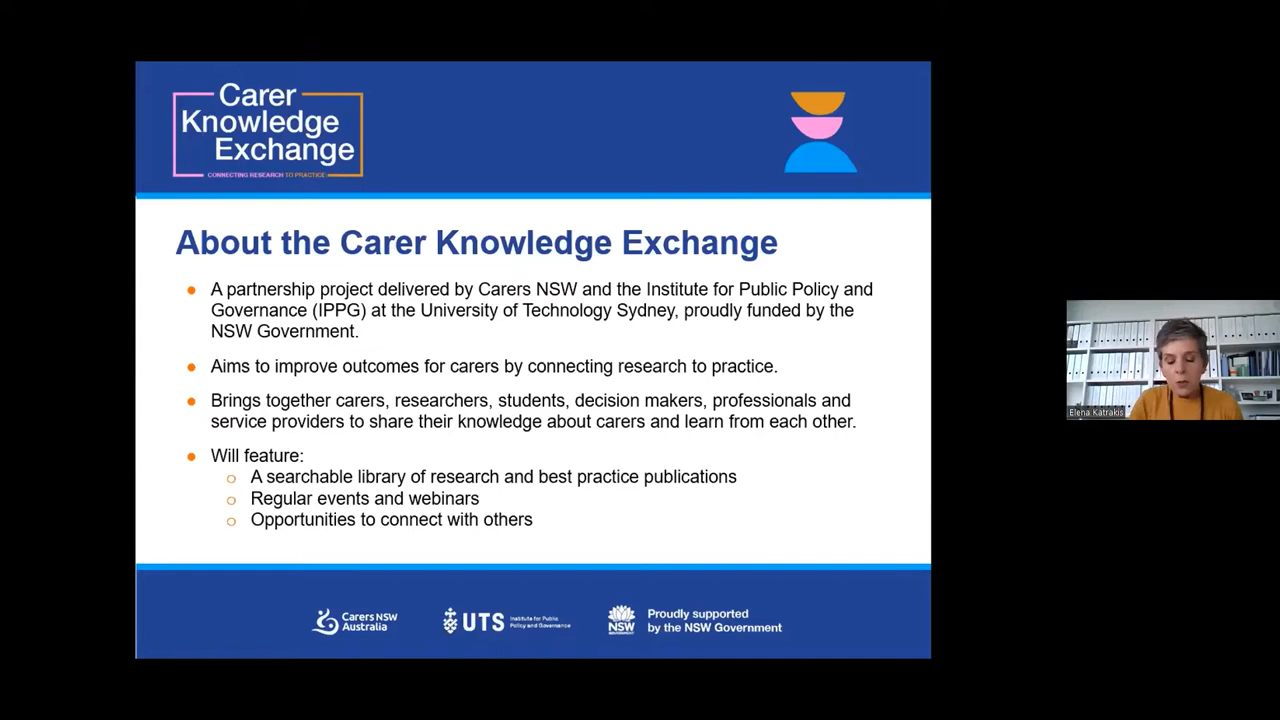 Carer
Knowledge
Exchange
CONNECTING RESEARCH TO PRACTICE
About the Carer Knowledge Exchange
A partnership project delivered by Carers NSW and the Institute for Public Policy and
Governance (IPPG) at the University of Technology Sydney, proudly funded by the
NSW Government.
Aims to improve outcomes for carers by connecting research to practice.
Brings together carers, researchers, students, decision makers, professionals and
service providers to share their knowledge about carers and learn from each other.
Will feature:
A searchable library of research and best practice publications
Regular events and webinars
Opportunities to connect with others
Elena Katrakis
Carers NSW
Australia
UTS
Institute for Public
Policy and Governance
NSW
GOVERNMENT
Proudly supported
by the NSW Government